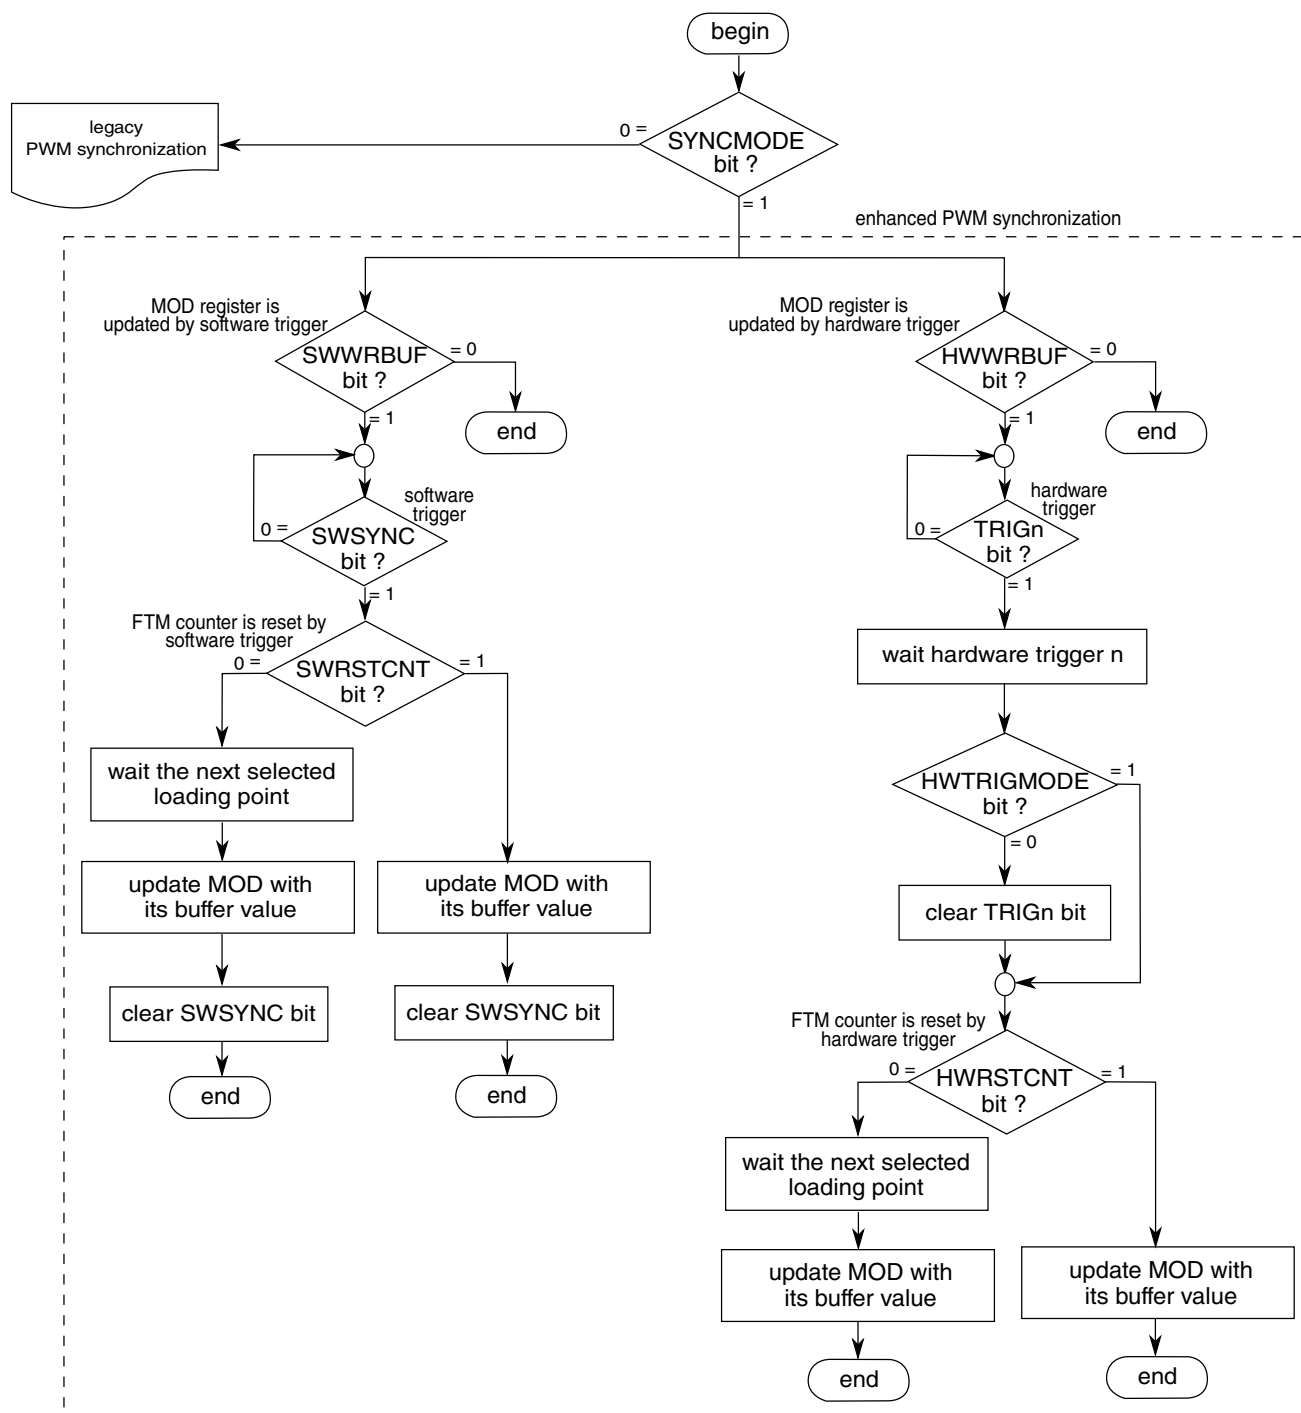 begin
legacy
PWM synchronization
0 =
SYNCMODE
bit ?
= 1
enhanced PWM synchronization
MOD register is
updated by software trigger
SWWRBUF
bit ?
= 0
end
= 1
software
trigger
0 =
SWSYNC
bit ?
= 1
FTM counter is reset by
software trigger
0 =
SWRSTCNT
bit ?
= 1
wait the next selected
loading point
update MOD with
its buffer value
clear SWSYNC bit
end
update MOD with
its buffer value
clear SWSYNC bit
end
MOD register is
updated by hardware trigger
HWWRBUF
bit ?
= 0
end
= 1
hardware
trigger
0 =
TRIGn
bit ?
= 1
wait hardware trigger n
HWTRIGMODE
bit ?
= 1
= 0
clear TRIGn bit
FTM counter is reset by
hardware trigger
0 =
HWRSTCNT
bit ?
= 1
wait the next selected
loading point
update MOD with
its buffer value
end
update MOD with
its buffer value
end